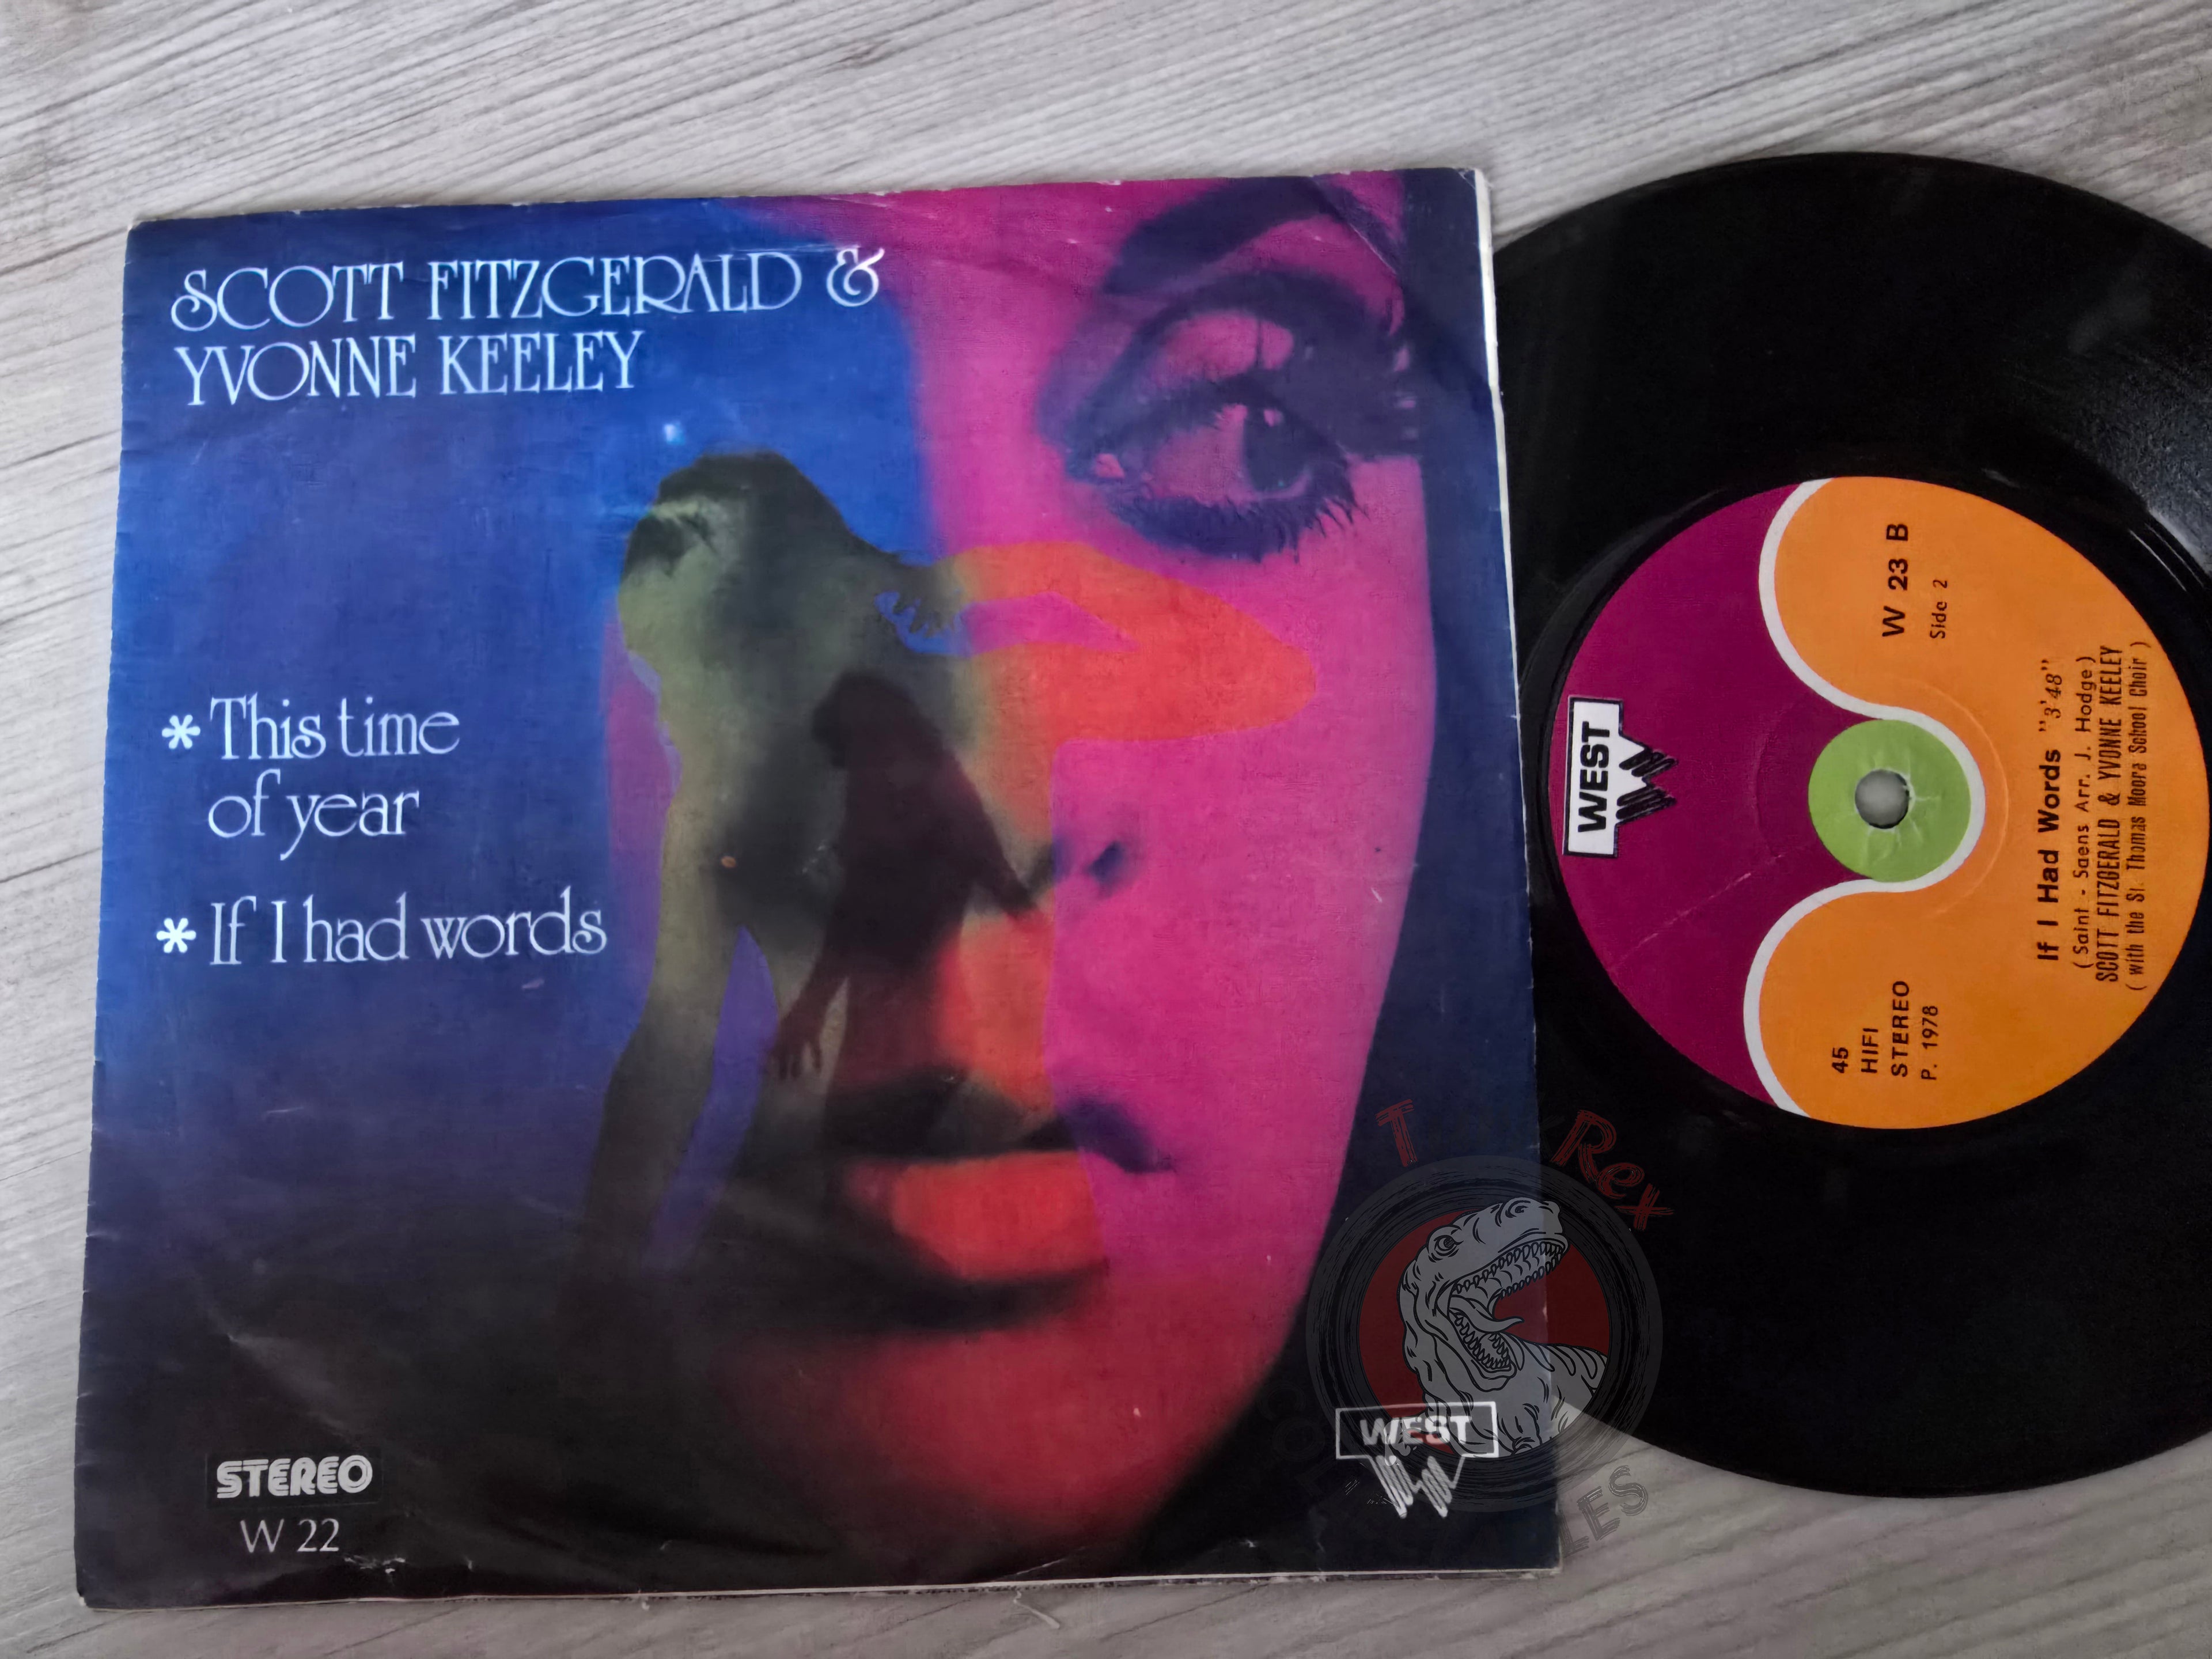 SCOTT FITZGERALD &
YVONNE KEELEY
* This time
of year
* If I had words
STEREO
W 22
WEST
WEST
W 23 B
Side 2
45
HIFI
STEREO
P. 1978
If I Had Words "3'48"
( Saint - Saens Arr. J. Hodge)
SCOTT FITZGERALD & YVONNE KEELEY
( with the St. Thomas Moore School Choir )
Rex